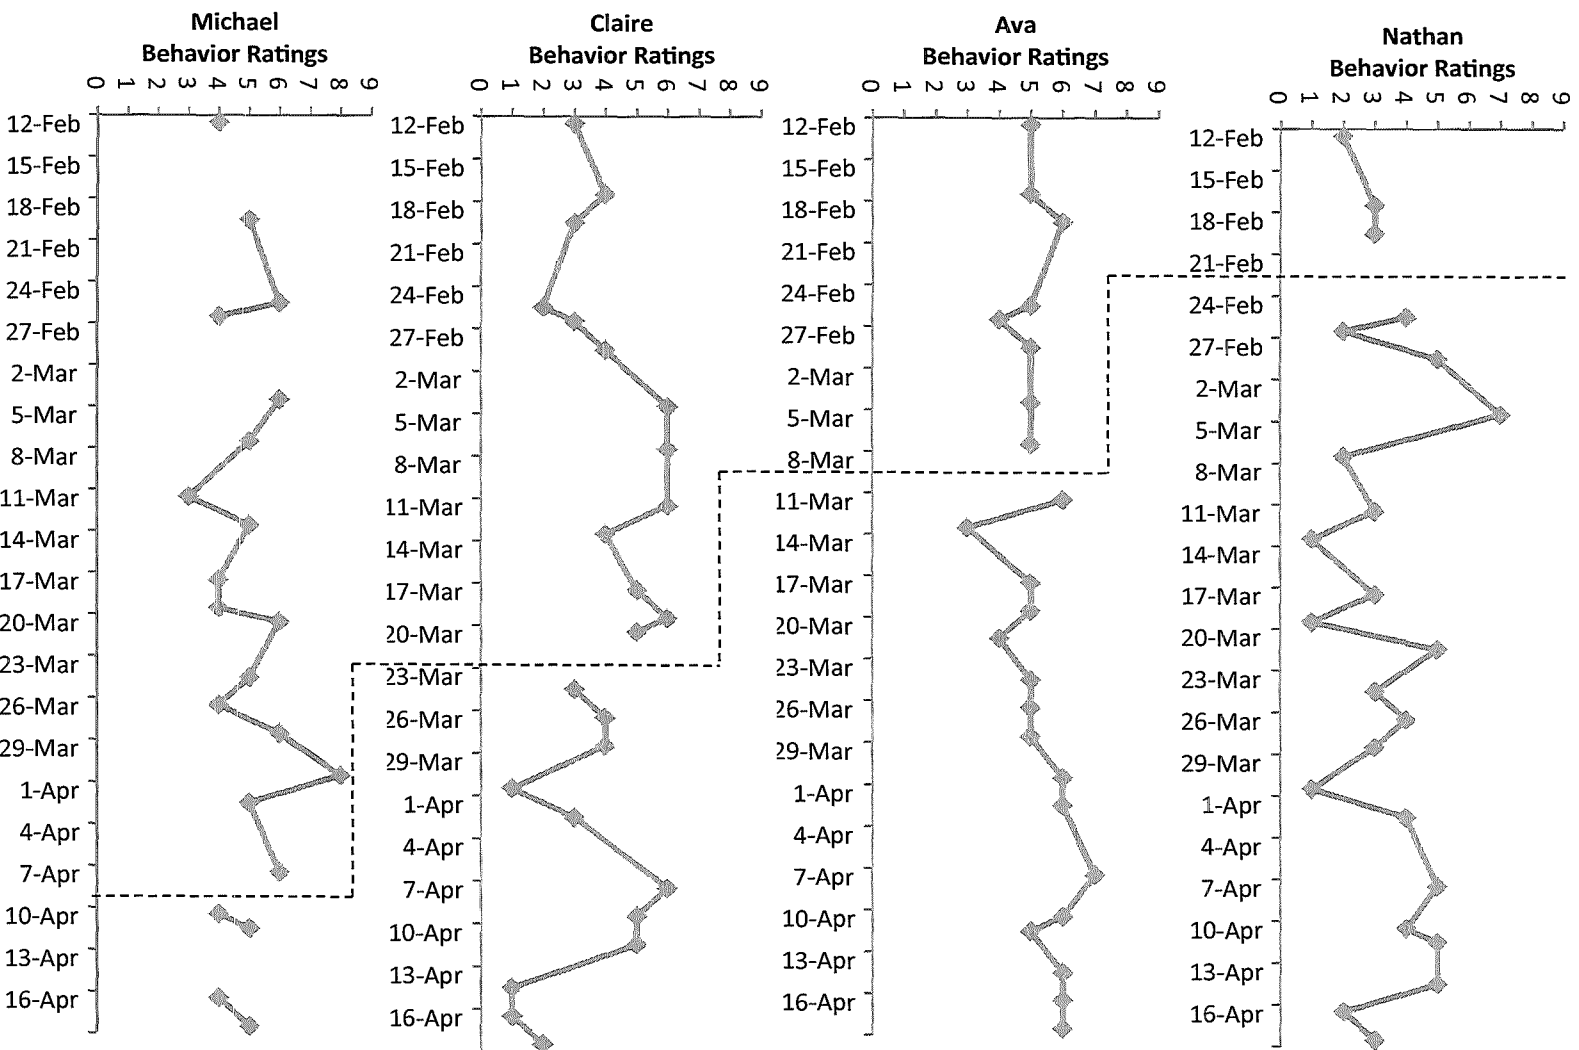 Michael
Behavior Ratings
0 1 2 3 4 5 6 7 8 9
12-Feb
15-Feb
18-Feb
21-Feb
24-Feb
27-Feb
2-Mar
5-Mar
8-Mar
11-Mar
14-Mar
17-Mar
20-Mar
23-Mar
26-Mar
29-Mar
1-Apr
4-Apr
7-Apr
10-Apr
13-Apr
16-Apr
Claire
Behavior Ratings
0 1 2 3 4 5 6 7 8 9
12-Feb
15-Feb
18-Feb
21-Feb
24-Feb
27-Feb
2-Mar
5-Mar
8-Mar
11-Mar
14-Mar
17-Mar
20-Mar
23-Mar
26-Mar
29-Mar
1-Apr
4-Apr
7-Apr
10-Apr
13-Apr
16-Apr
Ava
Behavior Ratings
0 1 2 3 4 5 6 7 8 9
12-Feb
15-Feb
18-Feb
21-Feb
24-Feb
27-Feb
2-Mar
5-Mar
8-Mar
11-Mar
14-Mar
17-Mar
20-Mar
23-Mar
26-Mar
29-Mar
1-Apr
4-Apr
7-Apr
10-Apr
13-Apr
16-Apr
Nathan
Behavior Ratings
0 1 2 3 4 5 6 7 8 9
12-Feb
15-Feb
18-Feb
21-Feb
24-Feb
27-Feb
2-Mar
5-Mar
8-Mar
11-Mar
14-Mar
17-Mar
20-Mar
23-Mar
26-Mar
29-Mar
1-Apr
4-Apr
7-Apr
10-Apr
13-Apr
16-Apr